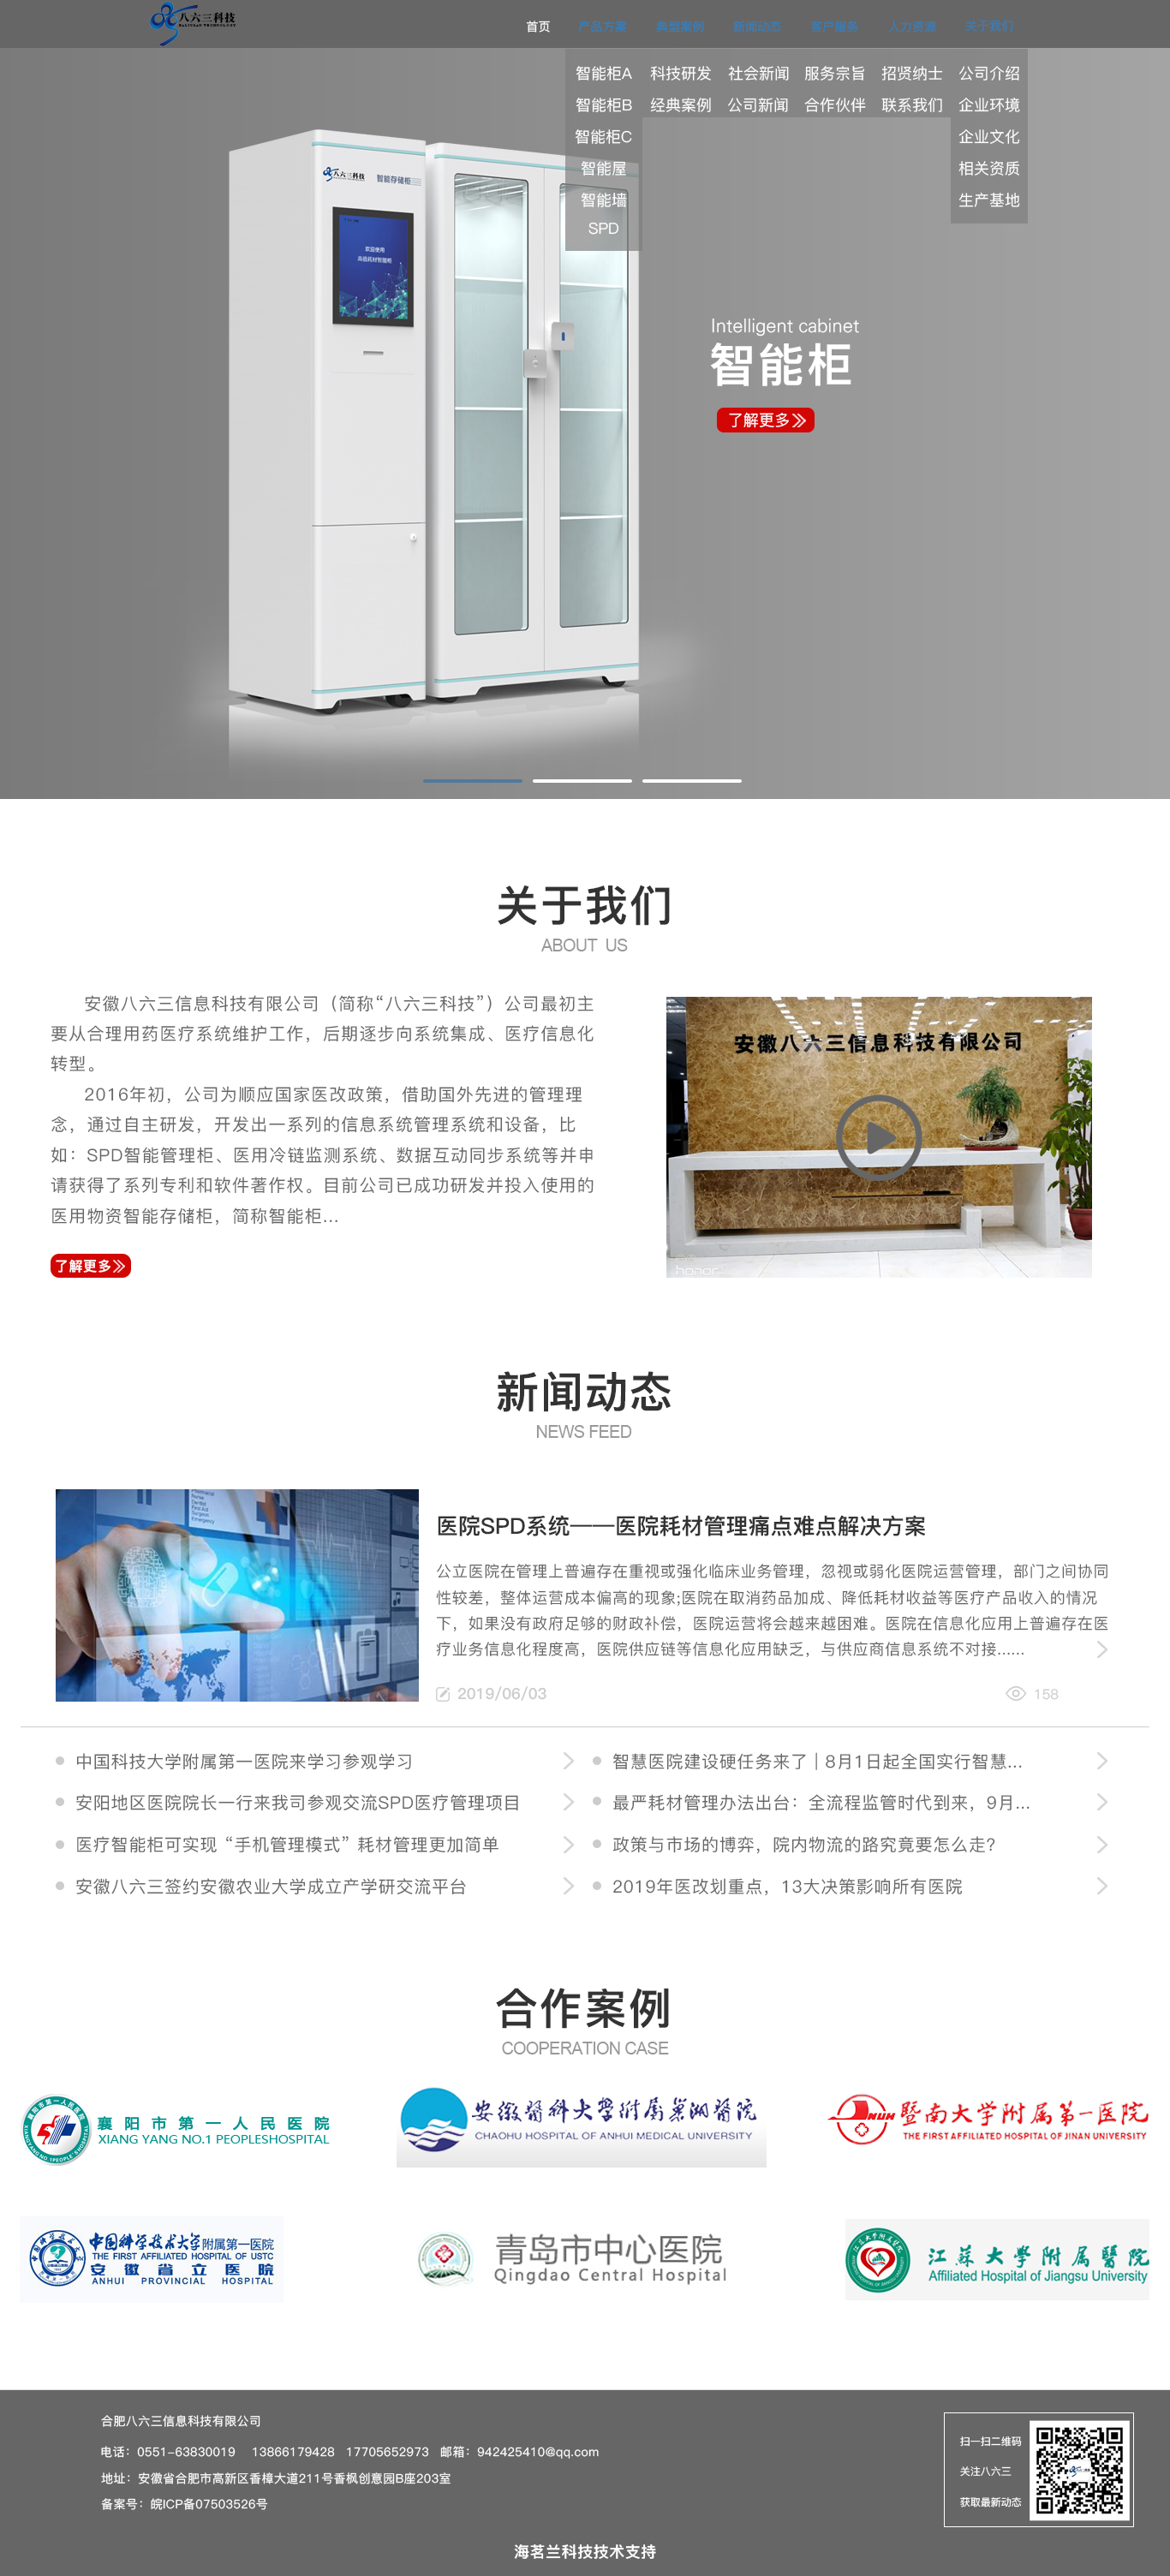 八六三科技
首页 产品方案 典型案例 新闻动态 客户服务 人力资源 关于我们
智能柜A 科技研发 社会新闻 服务宗旨 招贤纳士 公司介绍
智能柜B 经典案例 公司新闻 合作伙伴 联系我们 企业环境
智能柜C 企业文化
智能屋 相关资质
智能墙 生产基地
SPD
八六三科技 智能存储柜
欢迎使用
高值耗材智能柜
Intelligent cabinet
智能柜
了解更多
关于我们
ABOUT US
安徽八六三信息科技有限公司（简称“八六三科技”）公司最初主
要从合理用药医疗系统维护工作，后期逐步向系统集成、医疗信息化
转型。
2016年初，公司为顺应国家医改政策，借助国外先进的管理理
念，通过自主研发，开发出一系列的信息系统管理系统和设备，比
如：SPD智能管理柜、医用冷链监测系统、数据互动同步系统等并申
请获得了系列专利和软件著作权。目前公司已成功研发并投入使用的
医用物资智能存储柜，简称智能柜...
了解更多
安徽八六三信息科技有限公司
honor
新闻动态
NEWS FEED
医院SPD系统——医院耗材管理痛点难点解决方案
公立医院在管理上普遍存在重视或强化临床业务管理，忽视或弱化医院运营管理，部门之间协同
性较差，整体运营成本偏高的现象;医院在取消药品加成、降低耗材收益等医疗产品收入的情况
下，如果没有政府足够的财政补偿，医院运营将会越来越困难。医院在信息化应用上普遍存在医
疗业务信息化程度高，医院供应链等信息化应用缺乏，与供应商信息系统不对接......
2019/06/03 158
中国科技大学附属第一医院来学习参观学习
安阳地区医院院长一行来我司参观交流SPD医疗管理项目
医疗智能柜可实现 “手机管理模式” 耗材管理更加简单
安徽八六三签约安徽农业大学成立产学研交流平台
智慧医院建设硬任务来了 | 8月1日起全国实行智慧...
最严耗材管理办法出台：全流程监管时代到来，9月...
政策与市场的博弈，院内物流的路究竟要怎么走?
2019年医改划重点，13大决策影响所有医院
合作案例
COOPERATION CASE
襄阳市第一人民医院
XIANG YANG NO.1 PEOPLESHOSPITAL
安徽醫科大學附属巢湖醫院
CHAOHU HOSPITAL OF ANHUI MEDICAL UNIVERSITY
暨南大学附属第一医院
THE FIRST AFFILIATED HOSPITAL OF JINAN UNIVERSITY
中国科学技术大学附属第一医院
THE FIRST AFFILIATED HOSPITAL OF USTC
安徽省立医院
ANHUI PROVINCIAL HOSPITAL
青岛市中心医院
Qingdao Central Hospital
江苏大学附属醫院
Affiliated Hospital of Jiangsu University
合肥八六三信息科技有限公司
电话：0551-63830019 13866179428 17705652973 邮箱：942425410@qq.com
地址：安徽省合肥市高新区香樟大道211号香枫创意园B座203室
备案号：皖ICP备07503526号
扫一扫二维码
关注八六三
获取最新动态
海茗兰科技技术支持